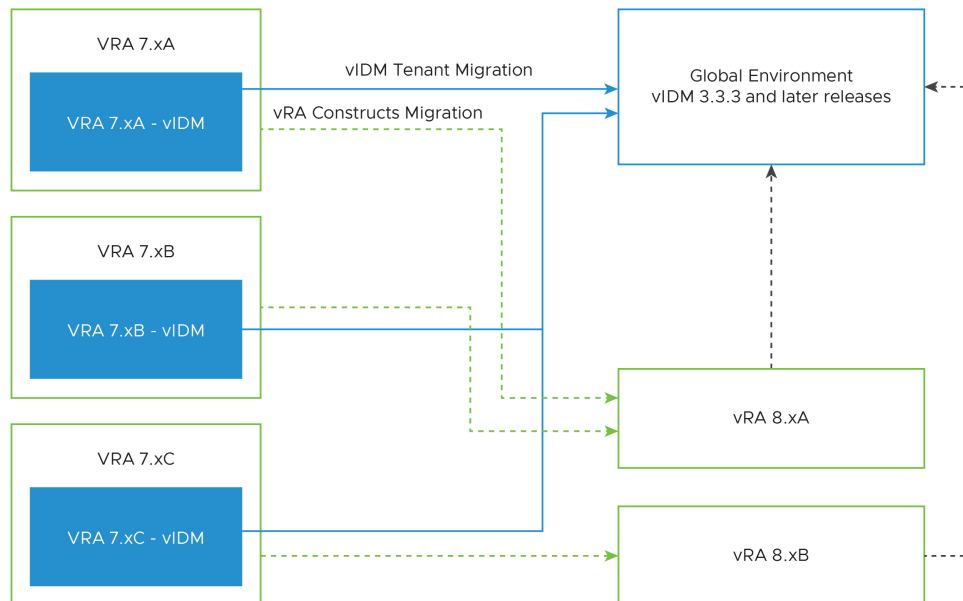 VRA 7.xA
VRA 7.xA - vIDM
vIDM Tenant Migration
vRA Constructs Migration
Global Environment
vIDM 3.3.3 and later releases
VRA 7.xB
VRA 7.xB - vIDM
vRA 8.xA
VRA 7.xC
VRA 7.xC - vIDM
vRA 8.xB